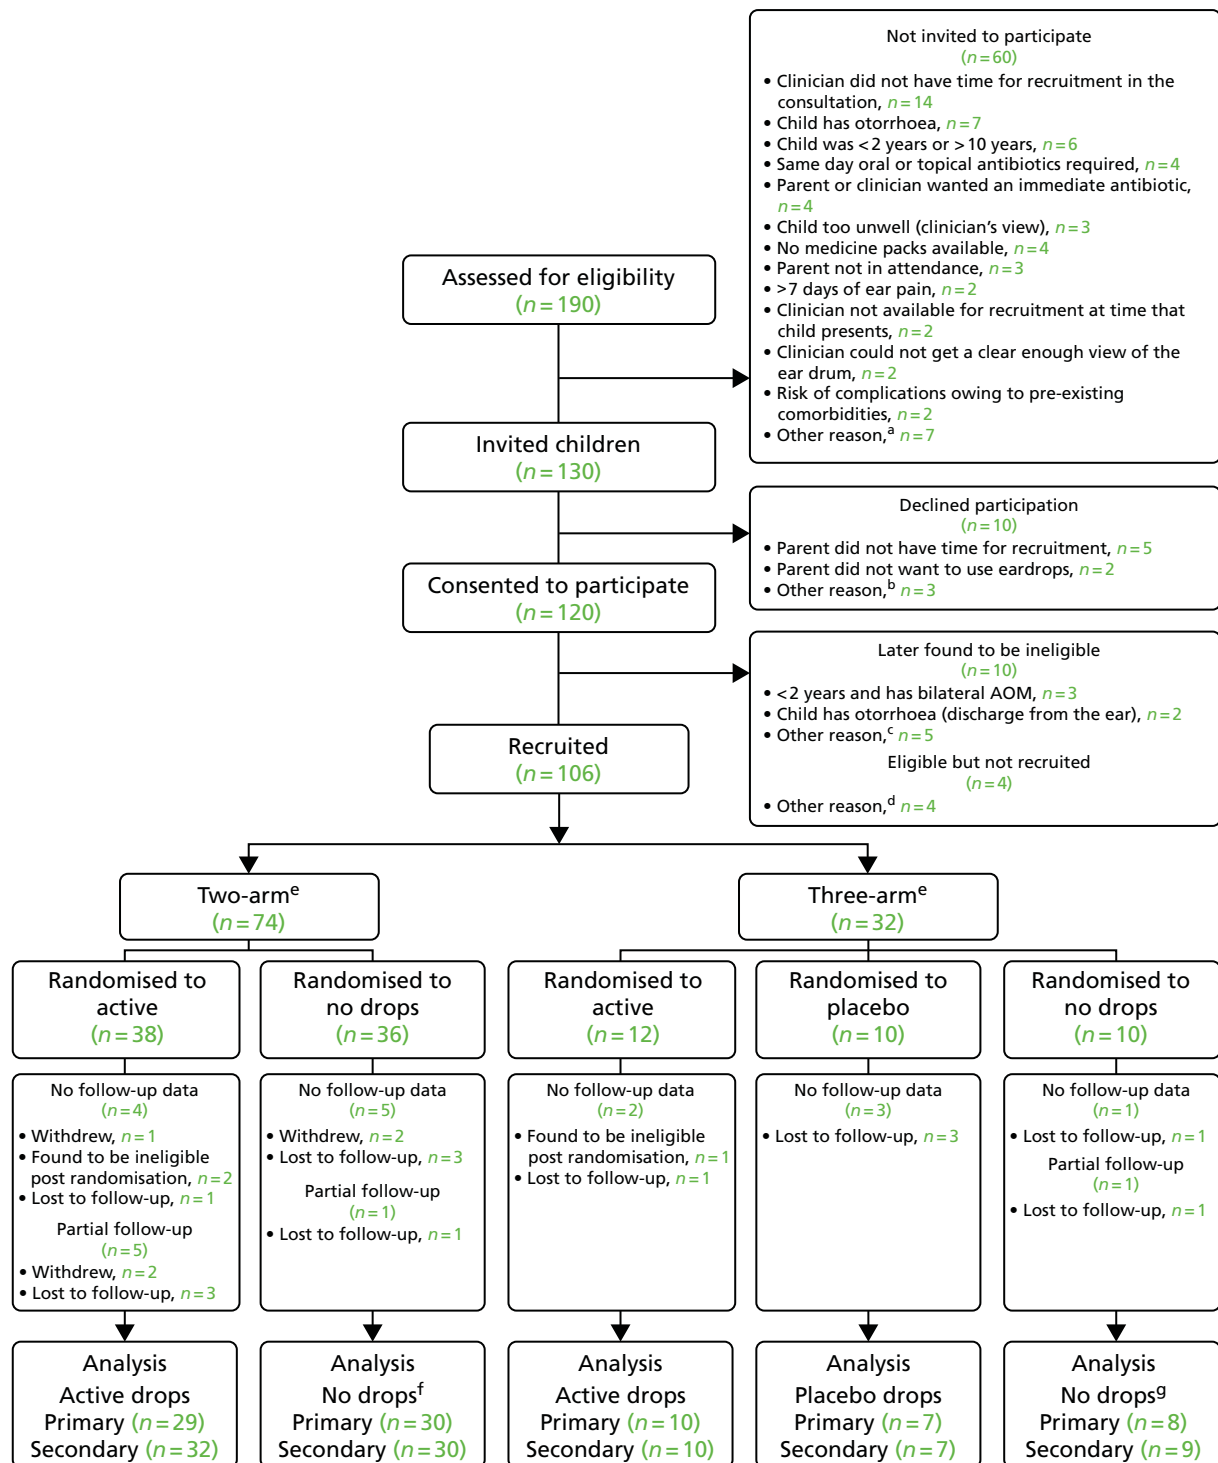 Not invited to participate
(n=60)
• Clinician did not have time for recruitment in the
consultation, n=14
• Child has otorrhoea, n=7
• Child was <2 years or >10 years, n=6
• Same day oral or topical antibiotics required, n=4
• Parent or clinician wanted an immediate antibiotic,
n=4
• Child too unwell (clinician's view), n=3
• No medicine packs available, n=4
• Parent not in attendance, n=3
• >7 days of ear pain, n=2
• Clinician not available for recruitment at time that
child presents, n=2
• Clinician could not get a clear enough view of the
ear drum, n=2
• Risk of complications owing to pre-existing
comorbidities, n=2
• Other reason,a n=7
Assessed for eligibility
(n=190)
Invited children
(n=130)
Declined participation
(n=10)
• Parent did not have time for recruitment, n=5
• Parent did not want to use eardrops, n=2
• Other reason,b n=3
Consented to participate
(n=120)
Later found to be ineligible
(n=10)
• <2 years and has bilateral AOM, n=3
• Child has otorrhoea (discharge from the ear), n=2
• Other reason,c n=5
Eligible but not recruited
(n=4)
• Other reason,d n=4
Recruited
(n=106)
Two-arme
(n=74)
Three-arme
(n=32)
Randomised to
active
(n=38)
Randomised to
no drops
(n=36)
Randomised to
active
(n=12)
Randomised to
placebo
(n=10)
Randomised to
no drops
(n=10)
No follow-up data
(n=4)
• Withdrew, n=1
• Found to be ineligible
post randomisation, n=2
• Lost to follow-up, n=1
Partial follow-up
(n=5)
• Withdrew, n=2
• Lost to follow-up, n=3
No follow-up data
(n=5)
• Withdrew, n=2
• Lost to follow-up, n=3
Partial follow-up
(n=1)
• Lost to follow-up, n=1
No follow-up data
(n=2)
• Found to be ineligible
post randomisation, n=1
• Lost to follow-up, n=1
No follow-up data
(n=3)
• Lost to follow-up, n=3
No follow-up data
(n=1)
• Lost to follow-up, n=1
Partial follow-up
(n=1)
• Lost to follow-up, n=1
Analysis
Active drops
Primary (n=29)
Secondary (n=32)
Analysis
No dropsf
Primary (n=30)
Secondary (n=30)
Analysis
Active drops
Primary (n=10)
Secondary (n=10)
Analysis
Placebo drops
Primary (n=7)
Secondary (n=7)
Analysis
No dropsg
Primary (n=8)
Secondary (n=9)